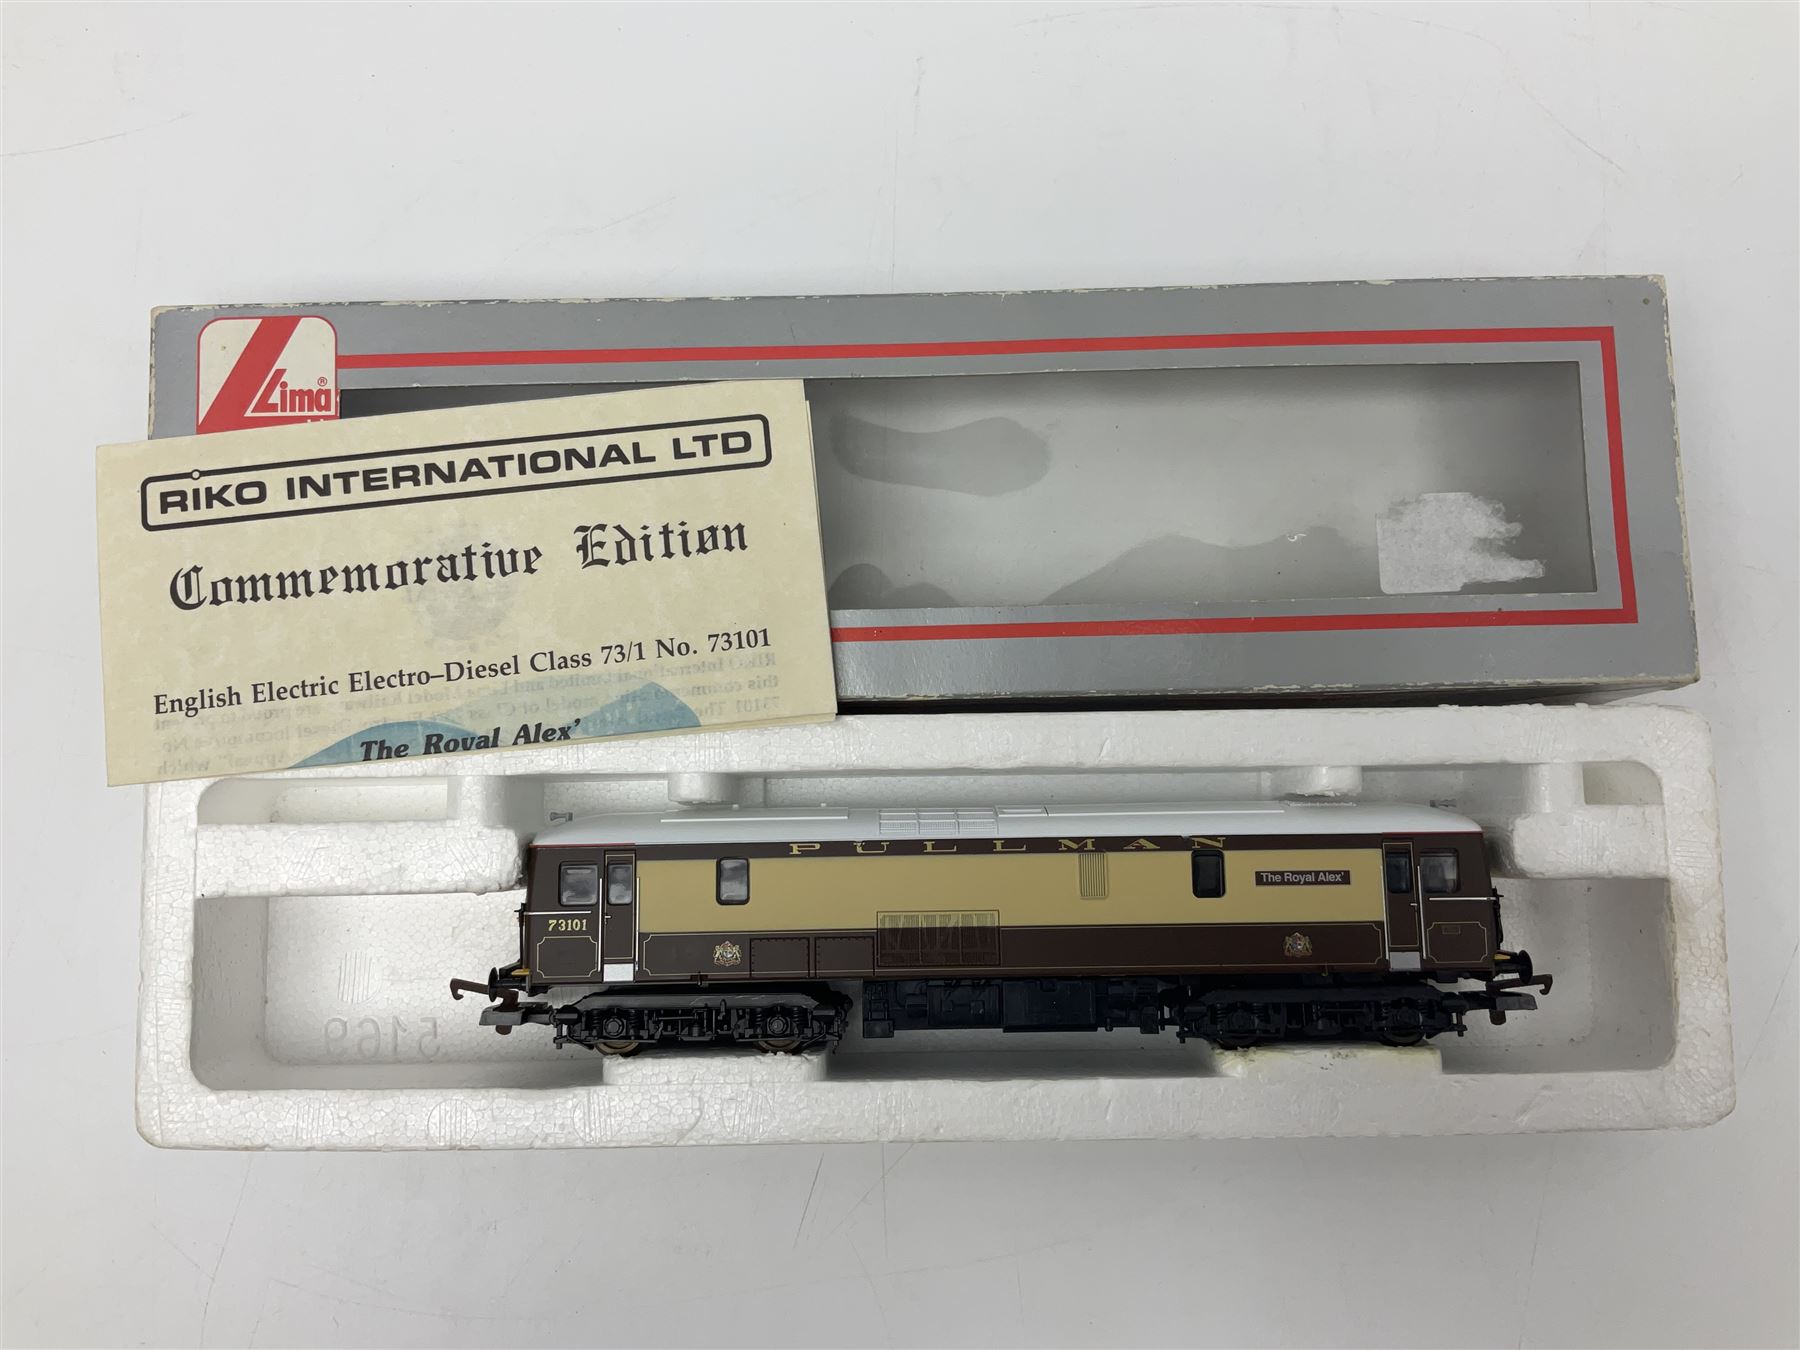 Lima®
RIKO INTERNATIONAL LTD
Commemorative Edition
English Electric Electro–Diesel Class 73/1 No. 73101
The Royal Alex'
PULLMAN
The Royal Alex'
73101
5169